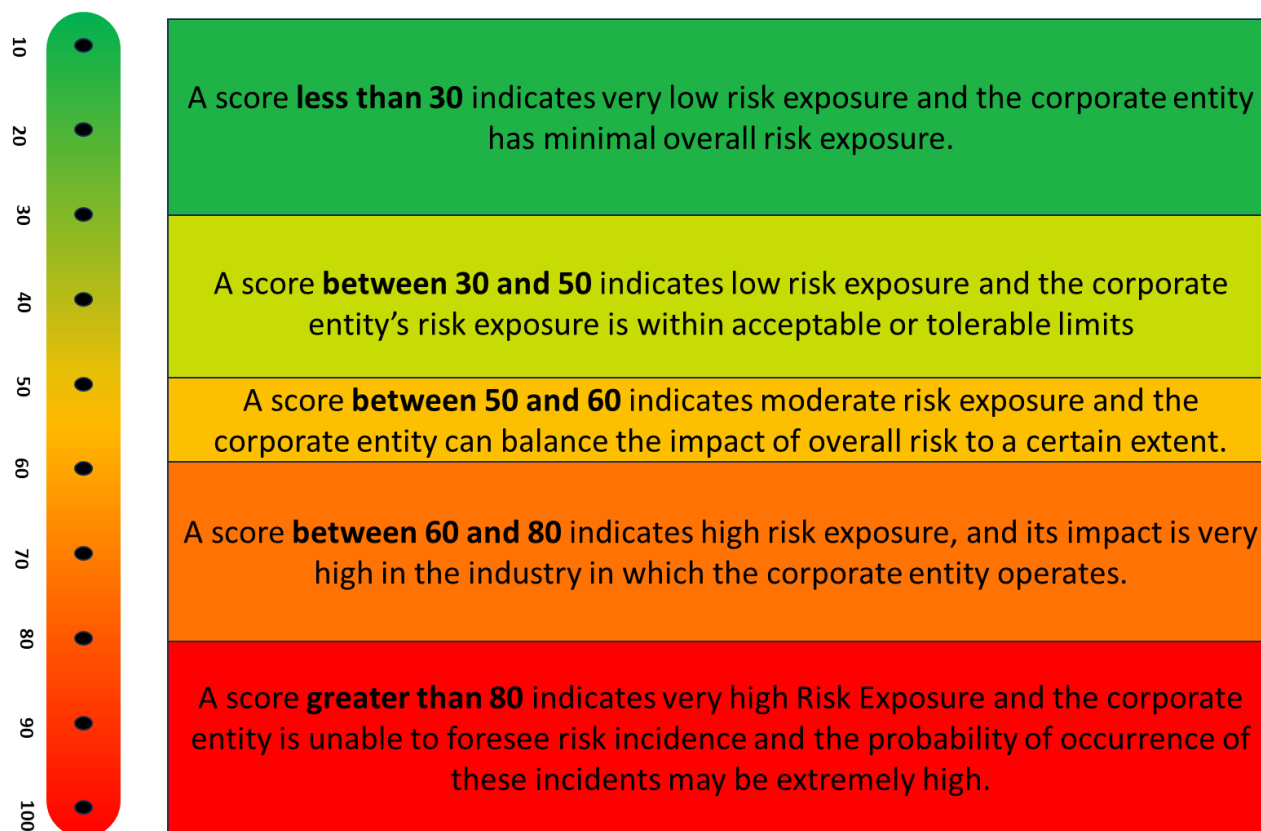 10
20
30
40
50
60
70
80
90
100
A score less than 30 indicates very low risk exposure and the corporate entity
has minimal overall risk exposure.
A score between 30 and 50 indicates low risk exposure and the corporate
entity’s risk exposure is within acceptable or tolerable limits
A score between 50 and 60 indicates moderate risk exposure and the
corporate entity can balance the impact of overall risk to a certain extent.
A score between 60 and 80 indicates high risk exposure, and its impact is very
high in the industry in which the corporate entity operates.
A score greater than 80 indicates very high Risk Exposure and the corporate
entity is unable to foresee risk incidence and the probability of occurrence of
these incidents may be extremely high.